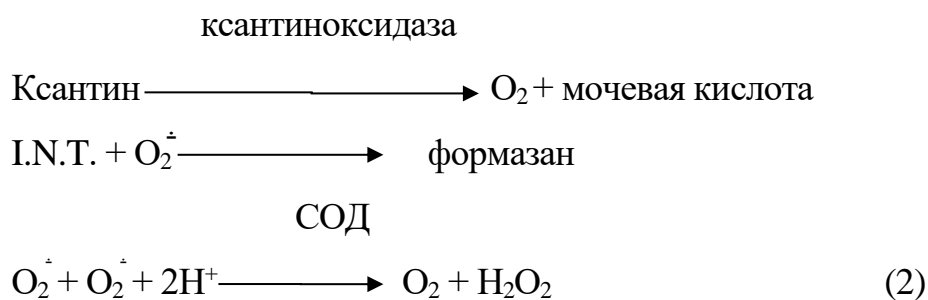 ксантиноксидаза
Ксантин ⟶ O₂ + мочевая кислота
I.N.T. + O₂∸ ⟶ формазан
СОД
O₂∸ + O₂∸ + 2H⁺ ⟶ O₂ + H₂O₂ (2)